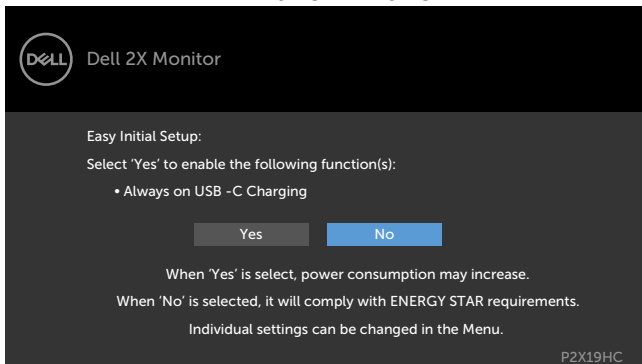 DELL Dell 2X Monitor
Easy Initial Setup:
Select ‘Yes’ to enable the following function(s):
• Always on USB -C Charging
Yes No
When ‘Yes’ is select, power consumption may increase.
When ‘No’ is selected, it will comply with ENERGY STAR requirements.
Individual settings can be changed in the Menu.
P2X19HC